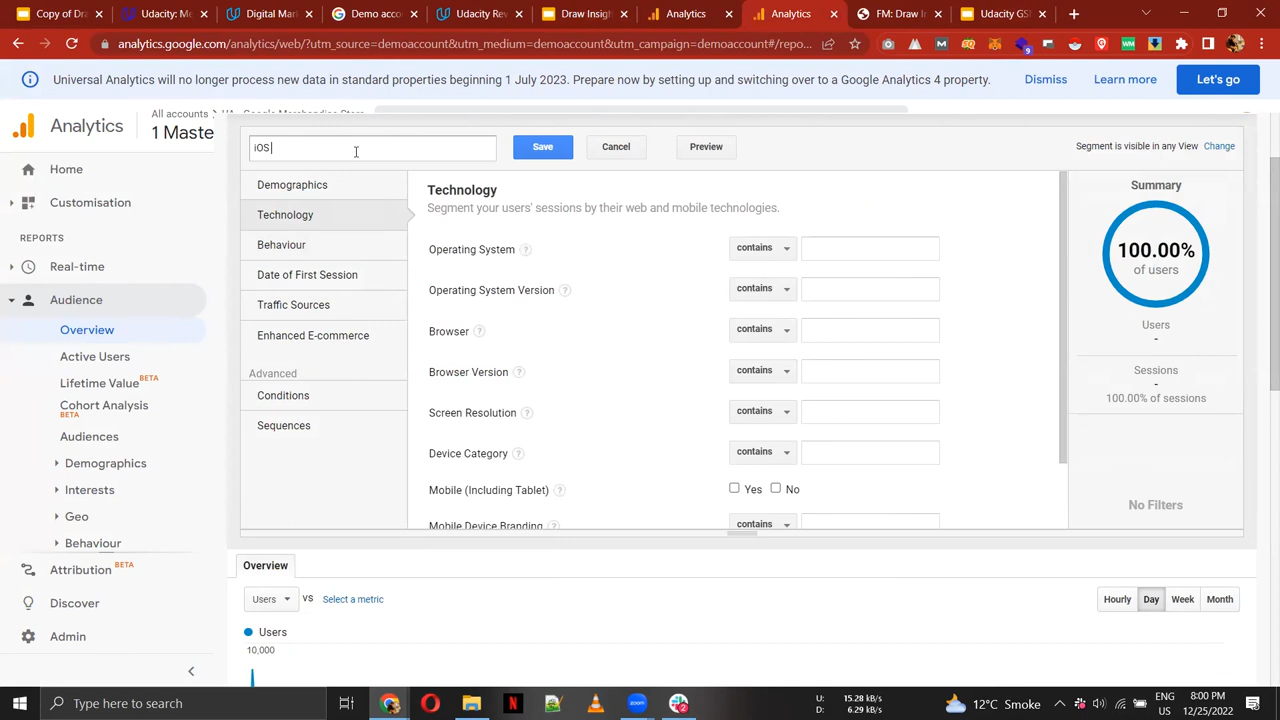 Copy of Draw
Udacity: Me
Digital Mark
Demo acco
Udacity Rev
Draw Insigh
Analytics
Analytics
FM: Draw In
Udacity GSM
analytics.google.com/analytics/web/?utm_source=demoaccount&utm_medium=demoaccount&utm_campaign=demoaccount#/repo...
Universal Analytics will no longer process new data in standard properties beginning 1 July 2023. Prepare now by setting up and switching over to a Google Analytics 4 property.
Dismiss
Learn more
Let's go
Analytics
All accounts > UA - Google Merchandise Store
1 Maste
iOS
Save
Cancel
Preview
Segment is visible in any View Change
Home
Customisation
REPORTS
Real-time
Audience
Overview
Active Users
Lifetime Value BETA
Cohort Analysis
BETA
Audiences
Demographics
Interests
Geo
Behaviour
Attribution BETA
Discover
Admin
Demographics
Technology
Behaviour
Date of First Session
Traffic Sources
Enhanced E-commerce
Advanced
Conditions
Sequences
Technology
Segment your users' sessions by their web and mobile technologies.
Operating System ? contains
Operating System Version ? contains
Browser ? contains
Browser Version ? contains
Screen Resolution ? contains
Device Category ? contains
Mobile (Including Tablet) ? Yes No
Mobile Device Branding ? contains
Summary
100.00%
of users
Users
-
Sessions
-
100.00% of sessions
No Filters
Overview
Users VS Select a metric
Hourly Day Week Month
Users
10,000
Type here to search
zoom
U: 15.28 kB/s
D: 6.29 kB/s
12°C Smoke
ENG
US
8:00 PM
12/25/2022